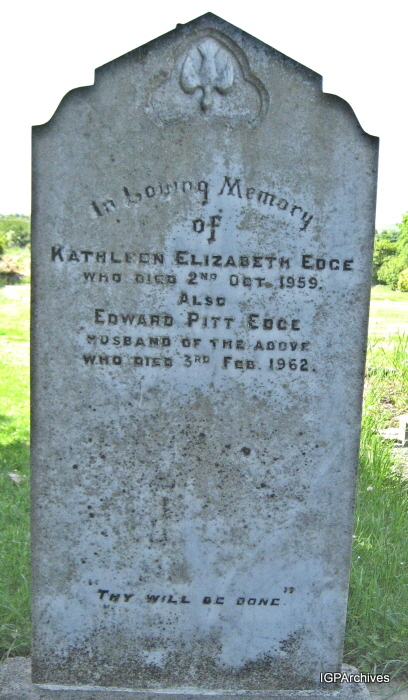 In Loving Memory
of
KATHLEEN ELIZABETH EDGE
WHO DIED 2ND OCT. 1959.
ALSO
EDWARD PITT EDGE
HUSBAND OF THE ABOVE
WHO DIED 3RD FEB. 1962.
"THY WILL BE DONE."
IGPArchives